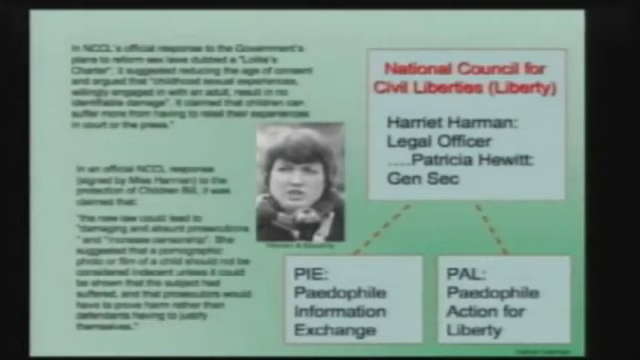 In NCCL's official response to the Government's
plans to reform sex laws dubbed a "Lolita's
Charter", it suggested reducing the age of consent
and argued that "childhood sexual experiences,
willingly engaged in with an adult, result in no
identifiable damage". It claimed that children can
suffer more from having to retell their experiences
in court or the press."
In an official NCCL response
(signed by Miss Harman) to the
protection of Children Bill, it was
claimed that:
"the new law could lead to
"damaging and absurd prosecutions
" and "increase censorship". She
suggested that a pornographic
photo or film of a child should not be
considered indecent unless it could
be shown that the subject had
suffered, and that prosecutors would
have to prove harm rather than
defendants having to justify
themselves."
National Council for
Civil Liberties (Liberty)
Harriet Harman:
Legal Officer
....Patricia Hewitt:
Gen Sec
PIE:
Paedophile
Information
Exchange
PAL:
Paedophile
Action for
Liberty